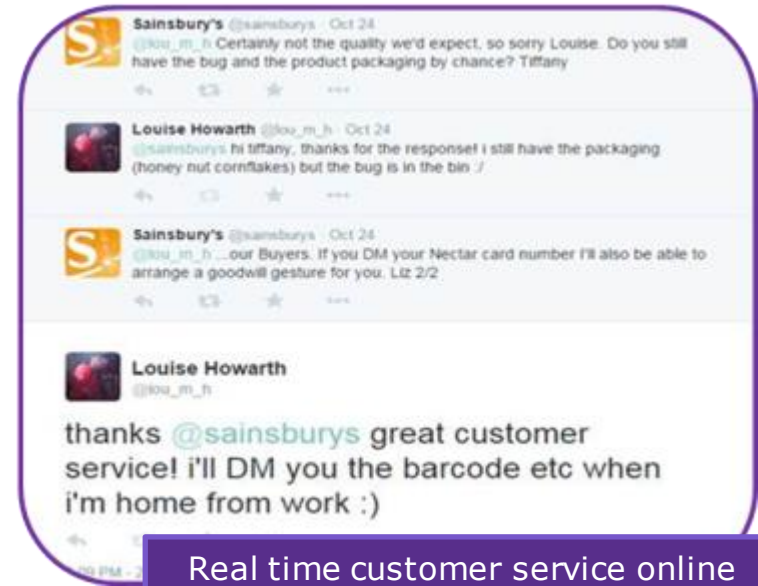 Sainsbury's @sainsburys · Oct 24
@lou_m_h Certainly not the quality we'd expect, so sorry Louise. Do you still
have the bug and the product packaging by chance? Tiffany
Louise Howarth @lou_m_h · Oct 24
@sainsburys hi tiffany, thanks for the response! i still have the packaging
(honey nut cornflakes) but the bug is in the bin :/
Sainsbury's @sainsburys · Oct 24
@lou_m_h ...our Buyers. If you DM your Nectar card number I'll also be able to
arrange a goodwill gesture for you. Liz 2/2
Louise Howarth
@lou_m_h
thanks @sainsburys great customer
service! i'll DM you the barcode etc when
i'm home from work :)
PM
Real time customer service online